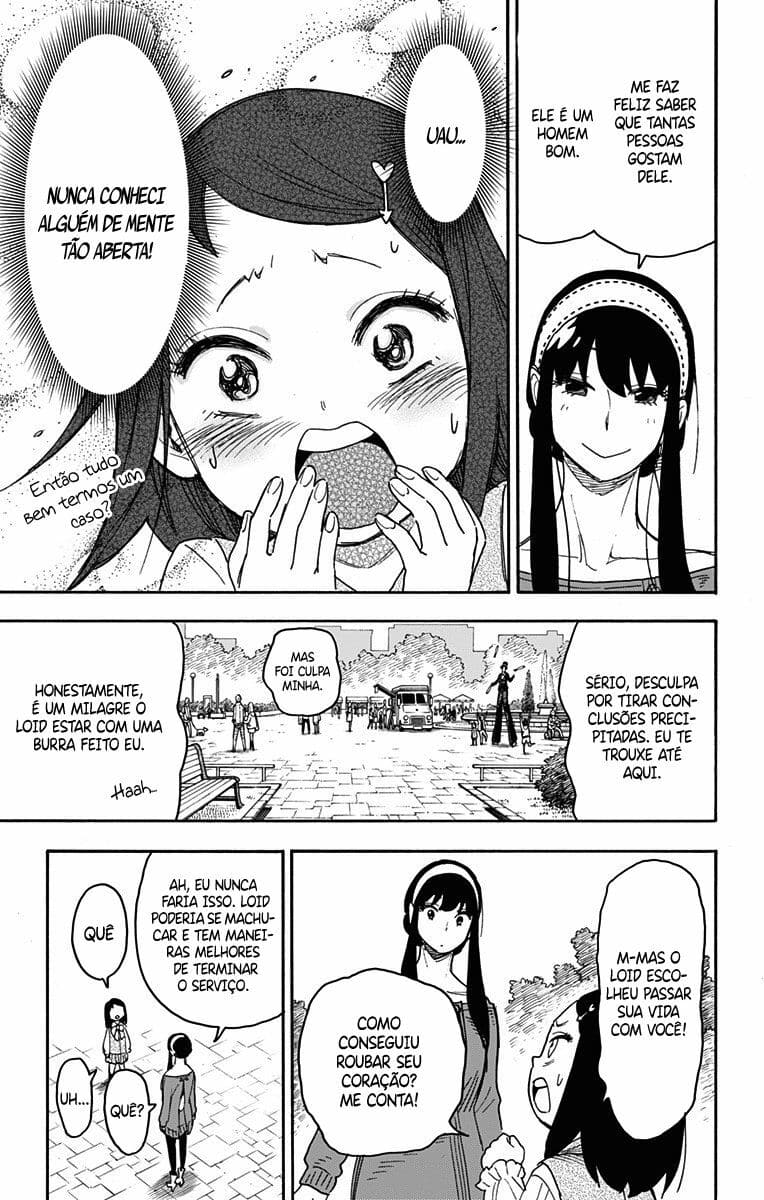 ME FAZ
FELIZ SABER
QUE TANTAS
PESSOAS
GOSTAM
DELE.
ELE É UM
HOMEM
BOM.
UAU...
NUNCA CONHECI
ALGUÉM DE MENTE
TÃO ABERTA!
Então tudo
bem termos um
caso?
SÉRIO, DESCULPA
POR TIRAR CON-
CLUSÕES PRECI-
PITADAS. EU TE
TROUXE ATÉ
AQUI.
MAS
FOI CULPA
MINHA.
HONESTAMENTE,
É UM MILAGRE O
LOID ESTAR COM UMA
BURRA FEITO EU.
Haah...
M-MAS O
LOID ESCO-
LHEU PASSAR
SUA VIDA
COM VOCÊ!
COMO
CONSEGUIU
ROUBAR SEU
CORAÇÃO?
ME CONTA!
AH, EU NUNCA
FARIA ISSO. LOID
PODERIA SE MACHU-
CAR E TEM MANEI-
RAS MELHORES
DE TERMINAR
O SERVIÇO.
QUÊ
QUÊ?
UH...